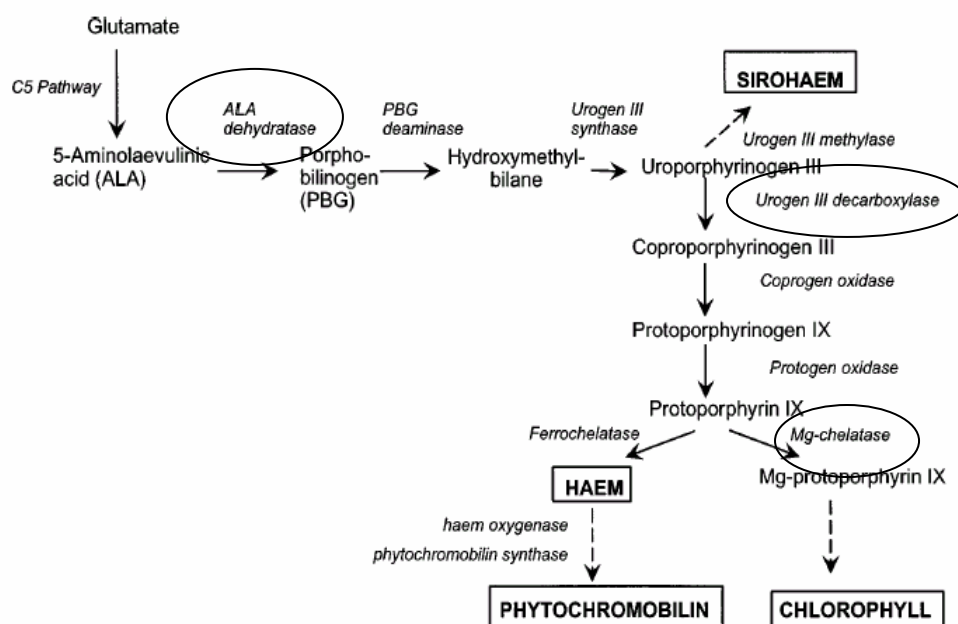 Glutamate
C5 Pathway
SIROHAEM
ALA
dehydratase
PBG
deaminase
Urogen III
synthase
Urogen III methylase
5-Aminolaevulinic
acid (ALA)
Porpho-
bilinogen
(PBG)
Hydroxymethyl-
bilane
Uroporphyrinogen III
Urogen III decarboxylase
Coproporphyrinogen III
Coprogen oxidase
Protoporphyrinogen IX
Protogen oxidase
Protoporphyrin IX
Ferrochelatase
Mg-chelatase
HAEM
Mg-protoporphyrin IX
haem oxygenase
phytochromobilin synthase
PHYTOCHROMOBILIN
CHLOROPHYLL